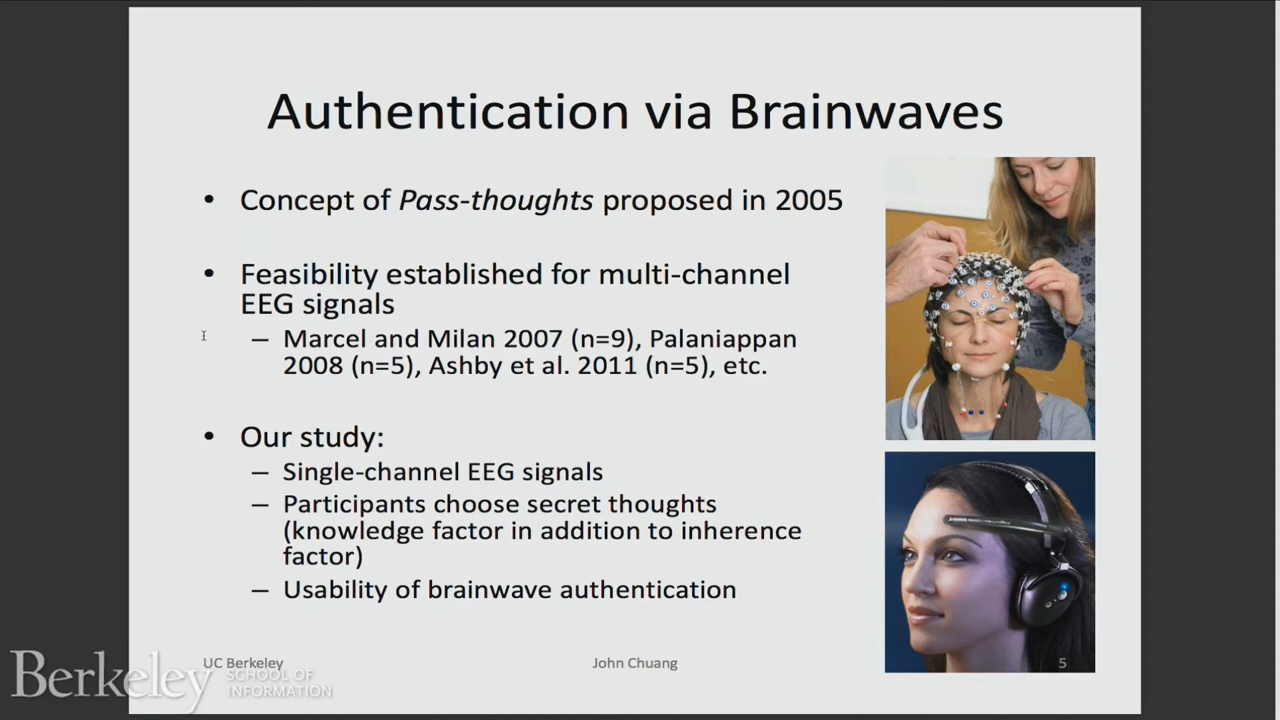 Authentication via Brainwaves
• Concept of Pass-thoughts proposed in 2005
• Feasibility established for multi-channel
EEG signals
– Marcel and Milan 2007 (n=9), Palaniappan
2008 (n=5), Ashby et al. 2011 (n=5), etc.
• Our study:
– Single-channel EEG signals
– Participants choose secret thoughts
(knowledge factor in addition to inherence
factor)
– Usability of brainwave authentication
UC Berkeley
John Chuang
5
Berkeley
SCHOOL OF
INFORMATION